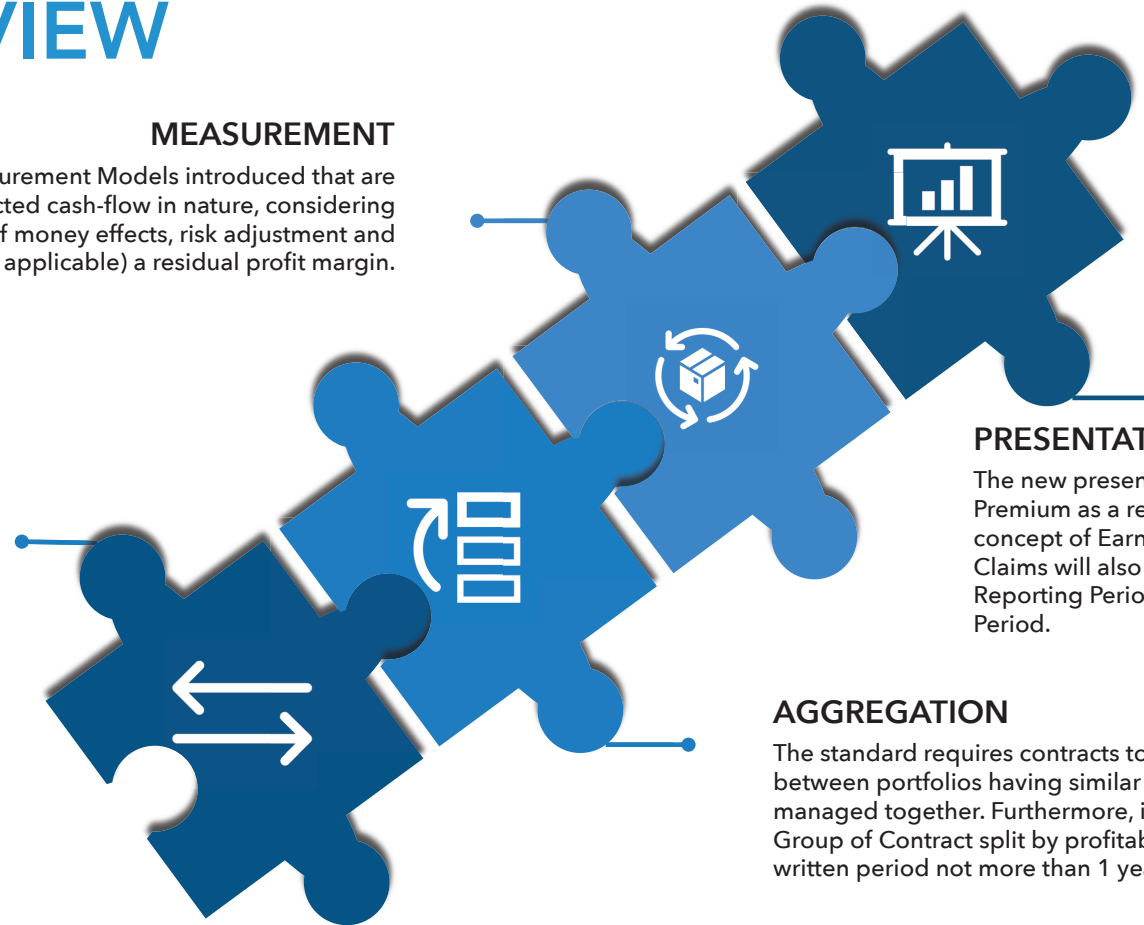 VIEW
MEASUREMENT
urement Models introduced that are
cted cash-flow in nature, considering
f money effects, risk adjustment and
applicable) a residual profit margin.
PRESENTAT
The new presen
Premium as a re
concept of Earn
Claims will also
Reporting Perio
Period.
AGGREGATION
The standard requires contracts to
between portfolios having similar
managed together. Furthermore, i
Group of Contract split by profitab
written period not more than 1 yea